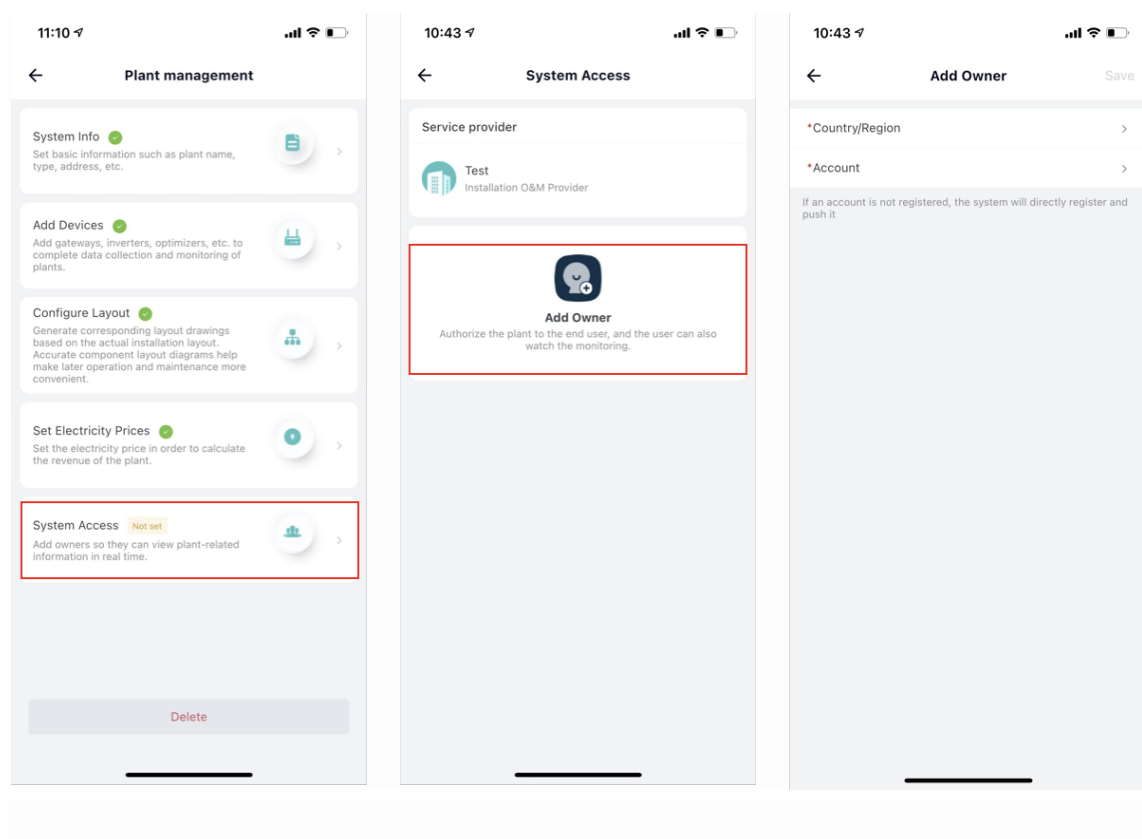 11:10
Plant management
System Info
Set basic information such as plant name,
type, address, etc.
Add Devices
Add gateways, inverters, optimizers, etc. to
complete data collection and monitoring of
plants.
Configure Layout
Generate corresponding layout drawings
based on the actual installation layout.
Accurate component layout diagrams help
make later operation and maintenance more
convenient.
Set Electricity Prices
Set the electricity price in order to calculate
the revenue of the plant.
System Access Not set
Add owners so they can view plant-related
information in real time.
Delete
10:43
System Access
Service provider
Test
Installation O&M Provider
Add Owner
Authorize the plant to the end user, and the user can also
watch the monitoring.
10:43
Add Owner Save
*Country/Region
*Account
If an account is not registered, the system will directly register and
push it